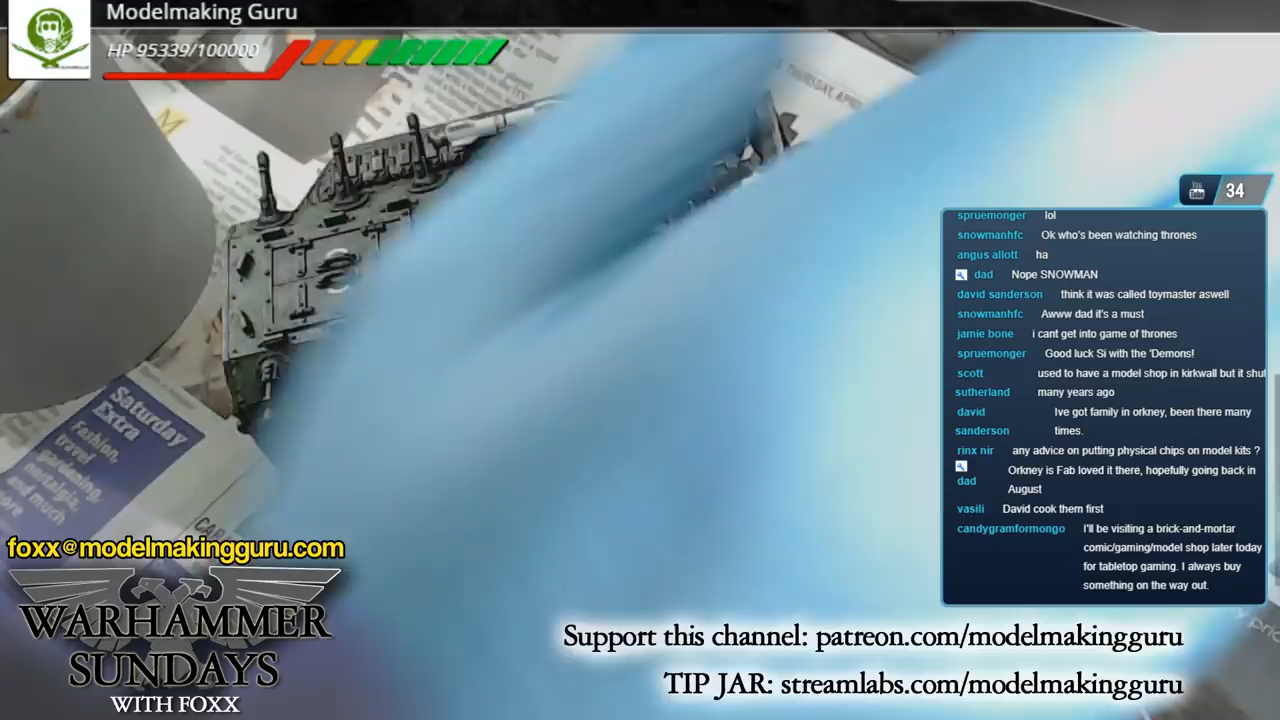 Modelmaking Guru
HP 95339/100000
THURSDAY, APRIL
M
You
Tube
34
spruemonger lol
snowmanhfc Ok who's been watching thrones
angus allott ha
dad Nope SNOWMAN
david sanderson think it was called toymaster aswell
snowmanhfc Awww dad it's a must
jamie bone i cant get into game of thrones
spruemonger Good luck Si with the 'Demons!
scott used to have a model shop in kirkwall but it shut
sutherland many years ago
david Ive got family in orkney, been there many
sanderson times.
rinx nir any advice on putting physical chips on model kits ?
dad Orkney is Fab loved it there, hopefully going back in
August
vasili David cook them first
candygramformongo I'll be visiting a brick-and-mortar
comic/gaming/model shop later today
for tabletop gaming. I always buy
something on the way out.
Saturday
Extra
Fashion,
travel
gardening,
nostalgia,
and much
foxx@modelmakingguru.com
WARHAMMER
SUNDAYS
WITH FOXX
Support this channel: patreon.com/modelmakingguru
TIP JAR: streamlabs.com/modelmakingguru